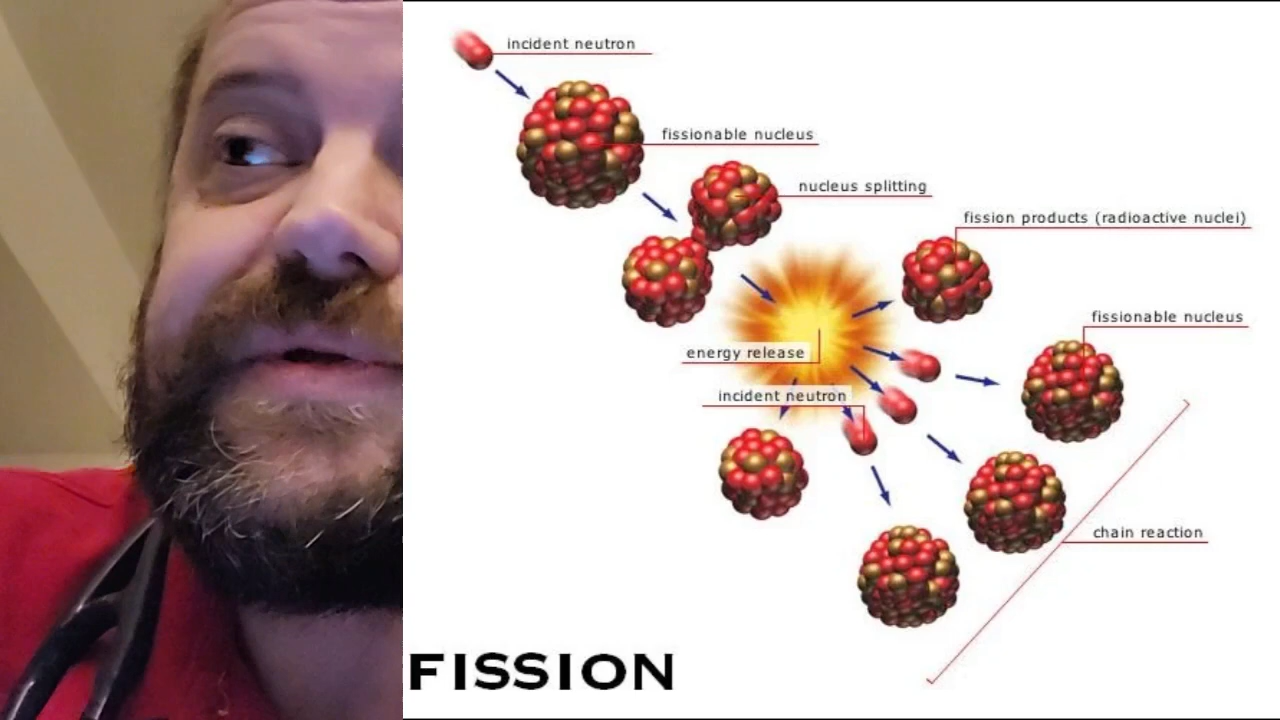 incident neutron
fissionable nucleus
nucleus splitting
fission products (radioactive nuclei)
fissionable nucleus
energy release
incident neutron
chain reaction
FISSION